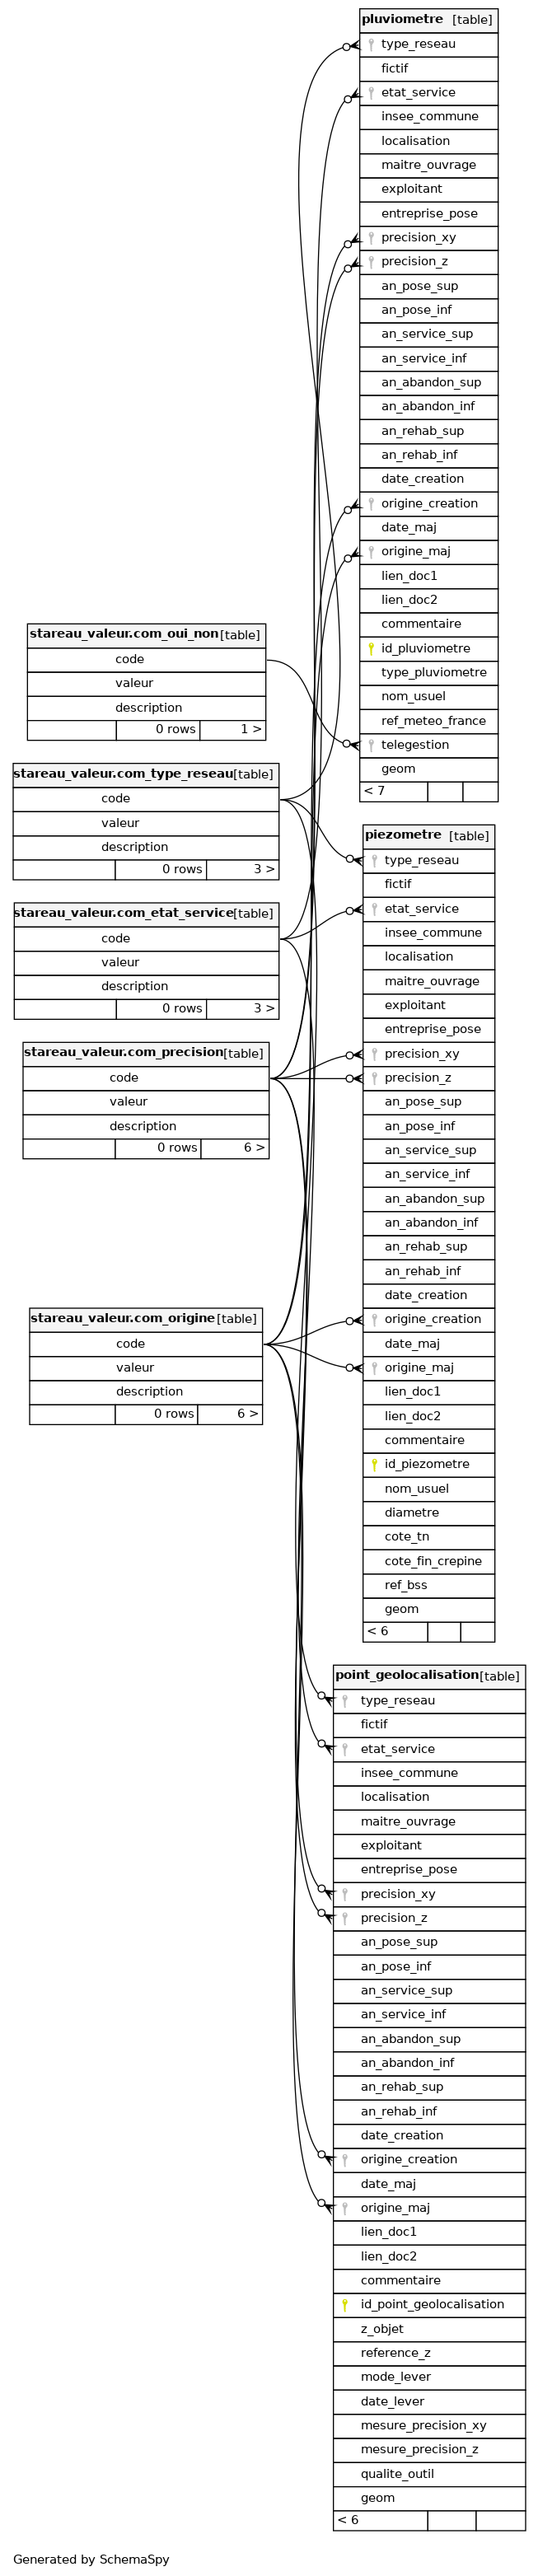 pluviometre [table]
type_reseau
fictif
etat_service
insee_commune
localisation
maitre_ouvrage
exploitant
entreprise_pose
precision_xy
precision_z
an_pose_sup
an_pose_inf
an_service_sup
an_service_inf
an_abandon_sup
an_abandon_inf
an_rehab_sup
an_rehab_inf
date_creation
origine_creation
date_maj
origine_maj
lien_doc1
lien_doc2
commentaire
id_pluviometre
type_pluviometre
nom_usuel
ref_meteo_france
telegestion
geom
< 7
stareau_valeur.com_oui_non [table]
code
valeur
description
0 rows 1 >
stareau_valeur.com_type_reseau [table]
code
valeur
description
0 rows 3 >
stareau_valeur.com_etat_service [table]
code
valeur
description
0 rows 3 >
stareau_valeur.com_precision [table]
code
valeur
description
0 rows 6 >
stareau_valeur.com_origine [table]
code
valeur
description
0 rows 6 >
piezometre [table]
type_reseau
fictif
etat_service
insee_commune
localisation
maitre_ouvrage
exploitant
entreprise_pose
precision_xy
precision_z
an_pose_sup
an_pose_inf
an_service_sup
an_service_inf
an_abandon_sup
an_abandon_inf
an_rehab_sup
an_rehab_inf
date_creation
origine_creation
date_maj
origine_maj
lien_doc1
lien_doc2
commentaire
id_piezometre
nom_usuel
diametre
cote_tn
cote_fin_crepine
ref_bss
geom
< 6
point_geolocalisation [table]
type_reseau
fictif
etat_service
insee_commune
localisation
maitre_ouvrage
exploitant
entreprise_pose
precision_xy
precision_z
an_pose_sup
an_pose_inf
an_service_sup
an_service_inf
an_abandon_sup
an_abandon_inf
an_rehab_sup
an_rehab_inf
date_creation
origine_creation
date_maj
origine_maj
lien_doc1
lien_doc2
commentaire
id_point_geolocalisation
z_objet
reference_z
mode_lever
date_lever
mesure_precision_xy
mesure_precision_z
qualite_outil
geom
< 6
Generated by SchemaSpy